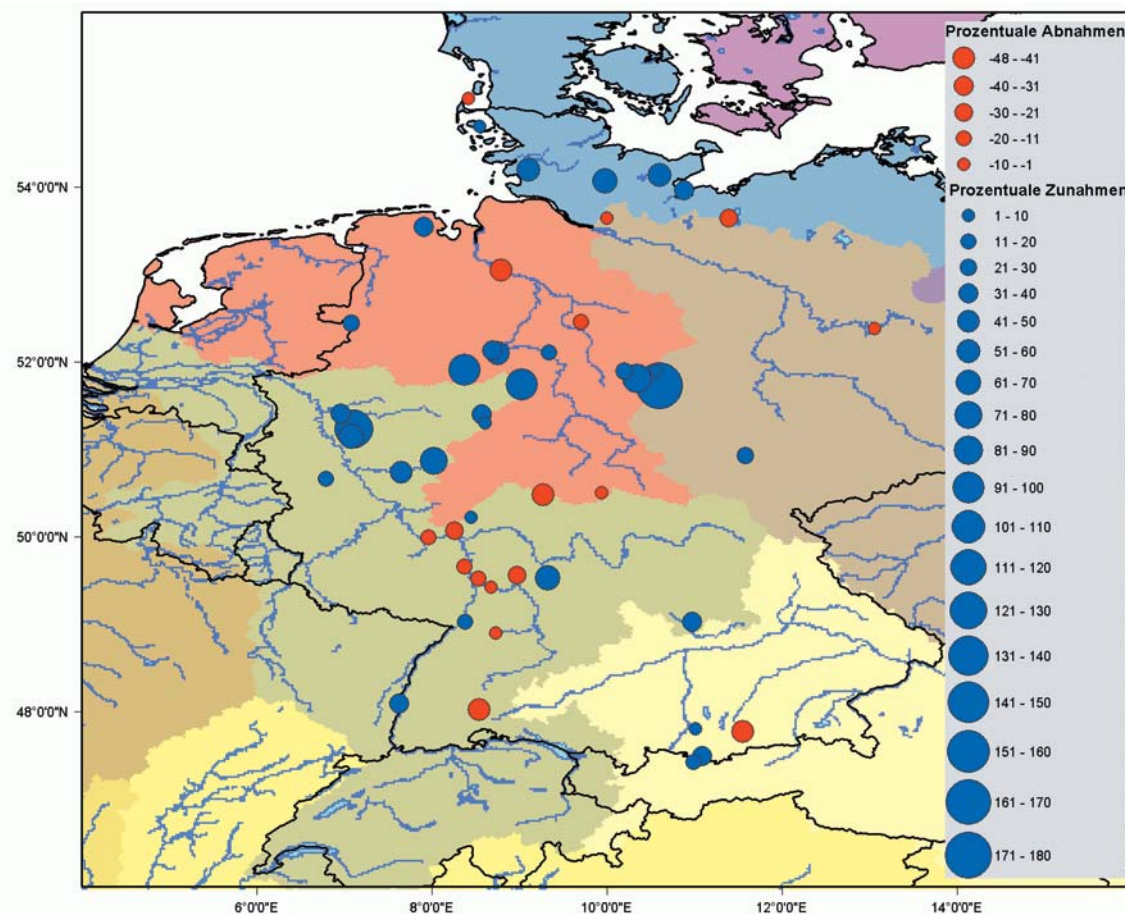 Prozentuale Abnahmen
-48 - -41
-40 - -31
-30 - -21
-20 - -11
-10 - -1
Prozentuale Zunahmen
1 - 10
11 - 20
21 - 30
31 - 40
41 - 50
51 - 60
61 - 70
71 - 80
81 - 90
91 - 100
101 - 110
111 - 120
121 - 130
131 - 140
141 - 150
151 - 160
161 - 170
171 - 180
54°0'0"N
52°0'0"N
50°0'0"N
48°0'0"N
6°0'0"E
8°0'0"E
10°0'0"E
12°0'0"E
14°0'0"E